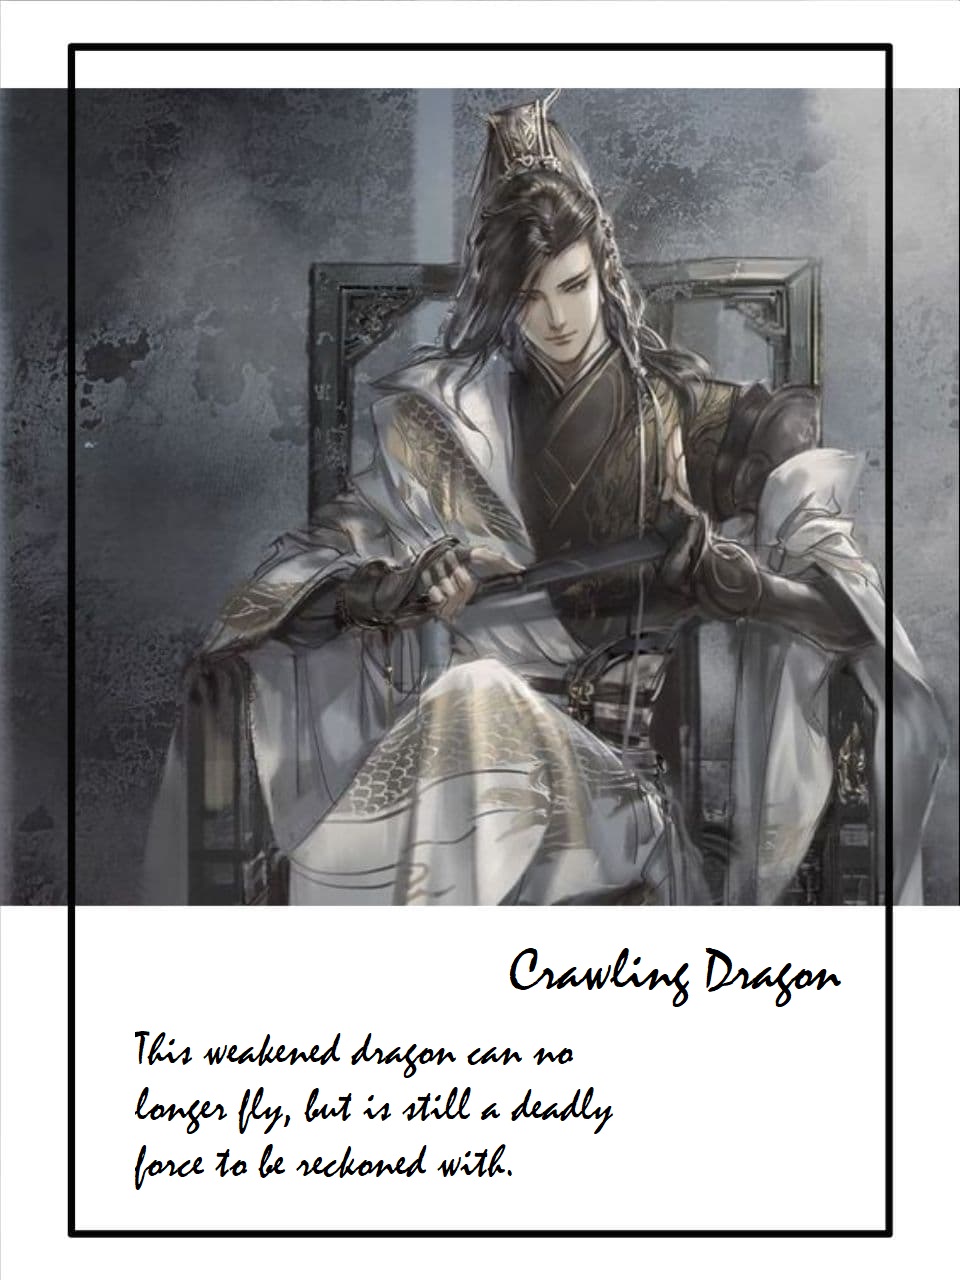 Crawling Dragon
This weakened dragon can no
longer fly, but is still a deadly
force to be reckoned with.